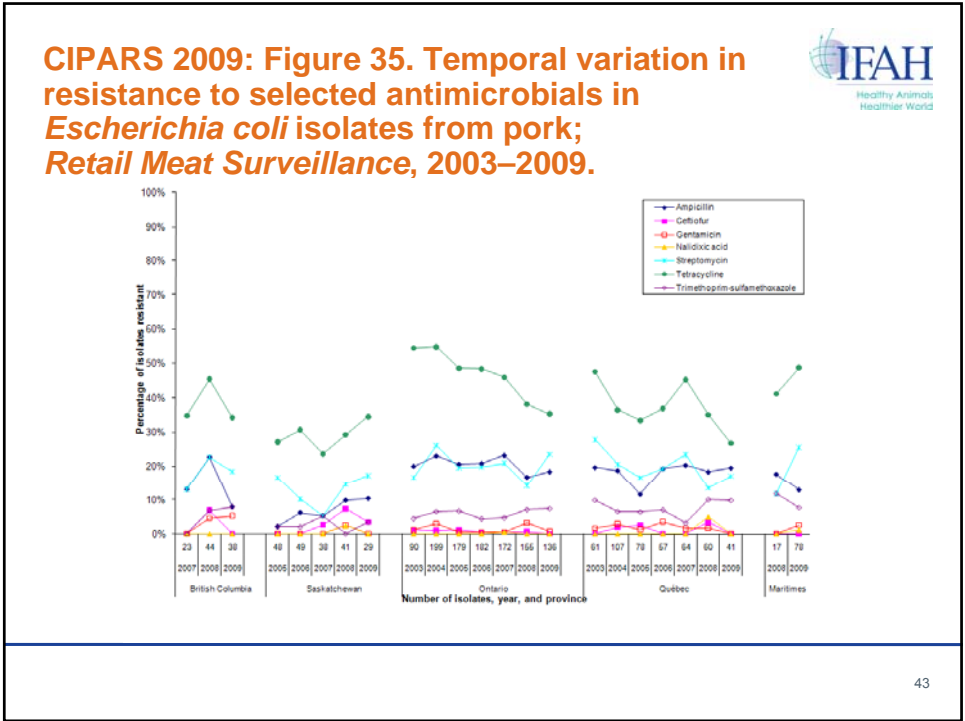 CIPARS 2009: Figure 35. Temporal variation in
resistance to selected antimicrobials in
Escherichia coli isolates from pork;
Retail Meat Surveillance, 2003–2009.
IFAH
Healthy Animals
Healthier World
100%
90%
80%
70%
60%
50%
40%
30%
20%
10%
0%
Percentage of isolates resistant
Ampicillin
Ceftiofur
Gentamicin
Nalidixic acid
Streptomycin
Tetracycline
Trimethoprim-sulfamethoxazole
23 44 38 48 49 38 41 29 90 199 179 182 172 155 136 61 107 78 57 64 60 41 17 78
2007 2008 2009 2005 2006 2007 2008 2009 2003 2004 2005 2006 2007 2008 2009 2003 2004 2005 2006 2007 2008 2009 2008 2009
British Columbia Saskatchewan Ontario Québec Maritimes
Number of isolates, year, and province
43